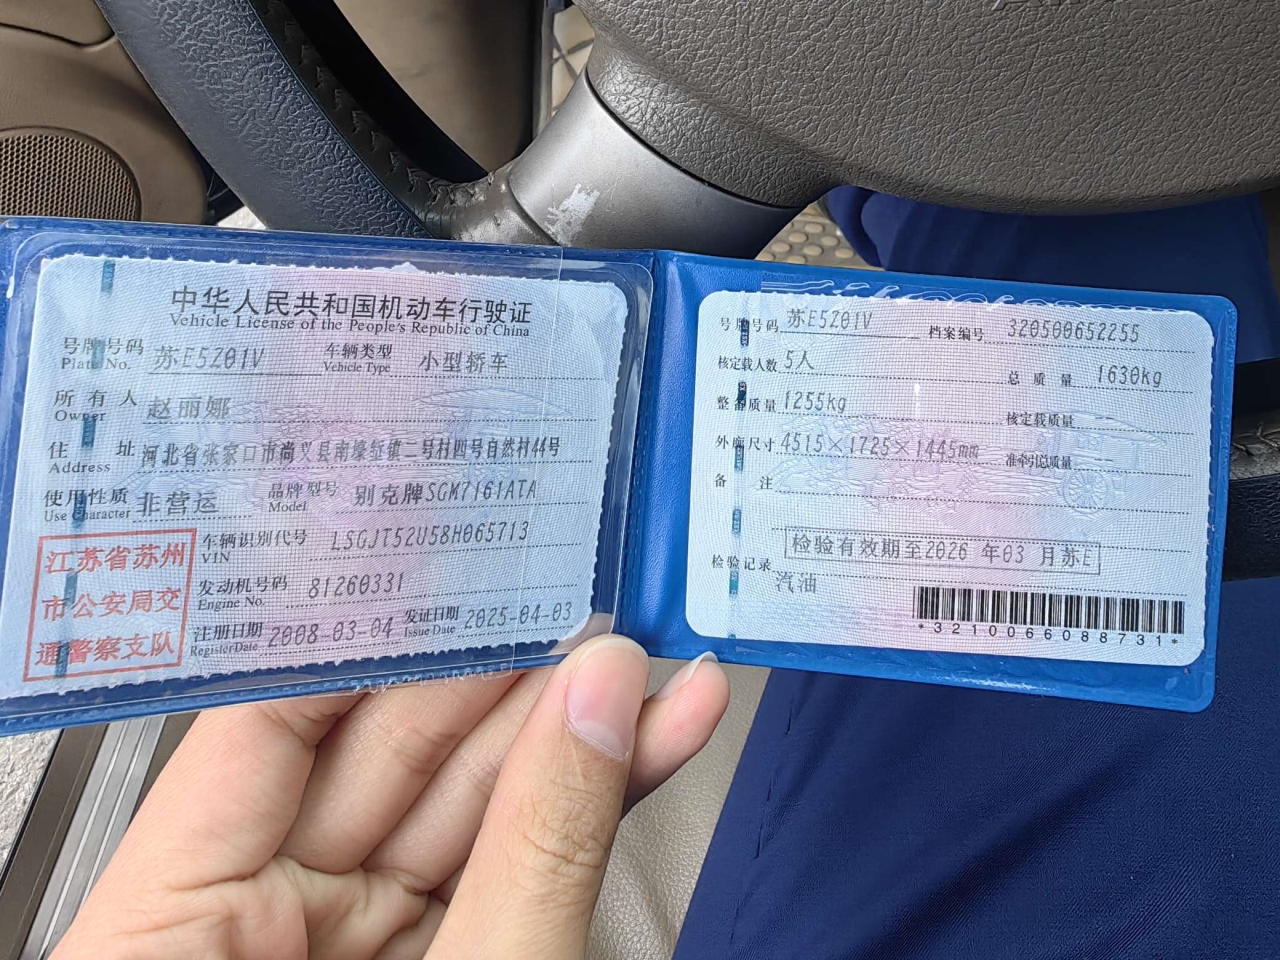 中华人民共和国机动车行驶证
Vehicle License of the People's Republic of China
号牌号码 苏E5Z01V 车辆类型 小型轿车
Plate No. Vehicle Type
所有人 赵丽娜
Owner
住址 河北省张家口市尚义县南壕堑镇二号村四号自然村44号
Address
使用性质 非营运 品牌型号 别克牌SGM7161ATA
Use Character Model
江苏省苏州
市公安局交
通警察支队
车辆识别代号 LSGJT52U58H065713
VIN
发动机号码 81260331
Engine No.
注册日期 2008-03-04 发证日期 2025-04-03
Register Date Issue Date
号牌号码 苏E5Z01V 档案编号 320500652255
核定载人数 5人 总质量 1630kg
整备质量 1255kg 核定载质量
外廓尺寸 4515×1725×1445mm 准牵引总质量
备注
检验有效期至2026 年03 月苏E
检验记录
汽油
*3210066088731*